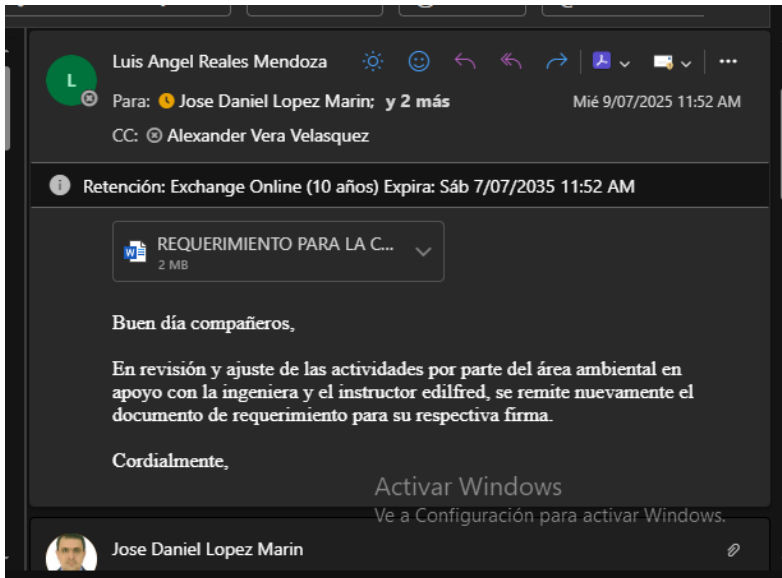 Luis Angel Reales Mendoza
L
Para: Jose Daniel Lopez Marin; y 2 más
Mié 9/07/2025 11:52 AM
CC: Alexander Vera Velasquez
Retención: Exchange Online (10 años) Expira: Sáb 7/07/2035 11:52 AM
REQUERIMIENTO PARA LA C...
2 MB
Buen día compañeros,
En revisión y ajuste de las actividades por parte del área ambiental en
apoyo con la ingeniera y el instructor edilfred, se remite nuevamente el
documento de requerimiento para su respectiva firma.
Cordialmente,
Activar Windows
Ve a Configuración para activar Windows.
Jose Daniel Lopez Marin